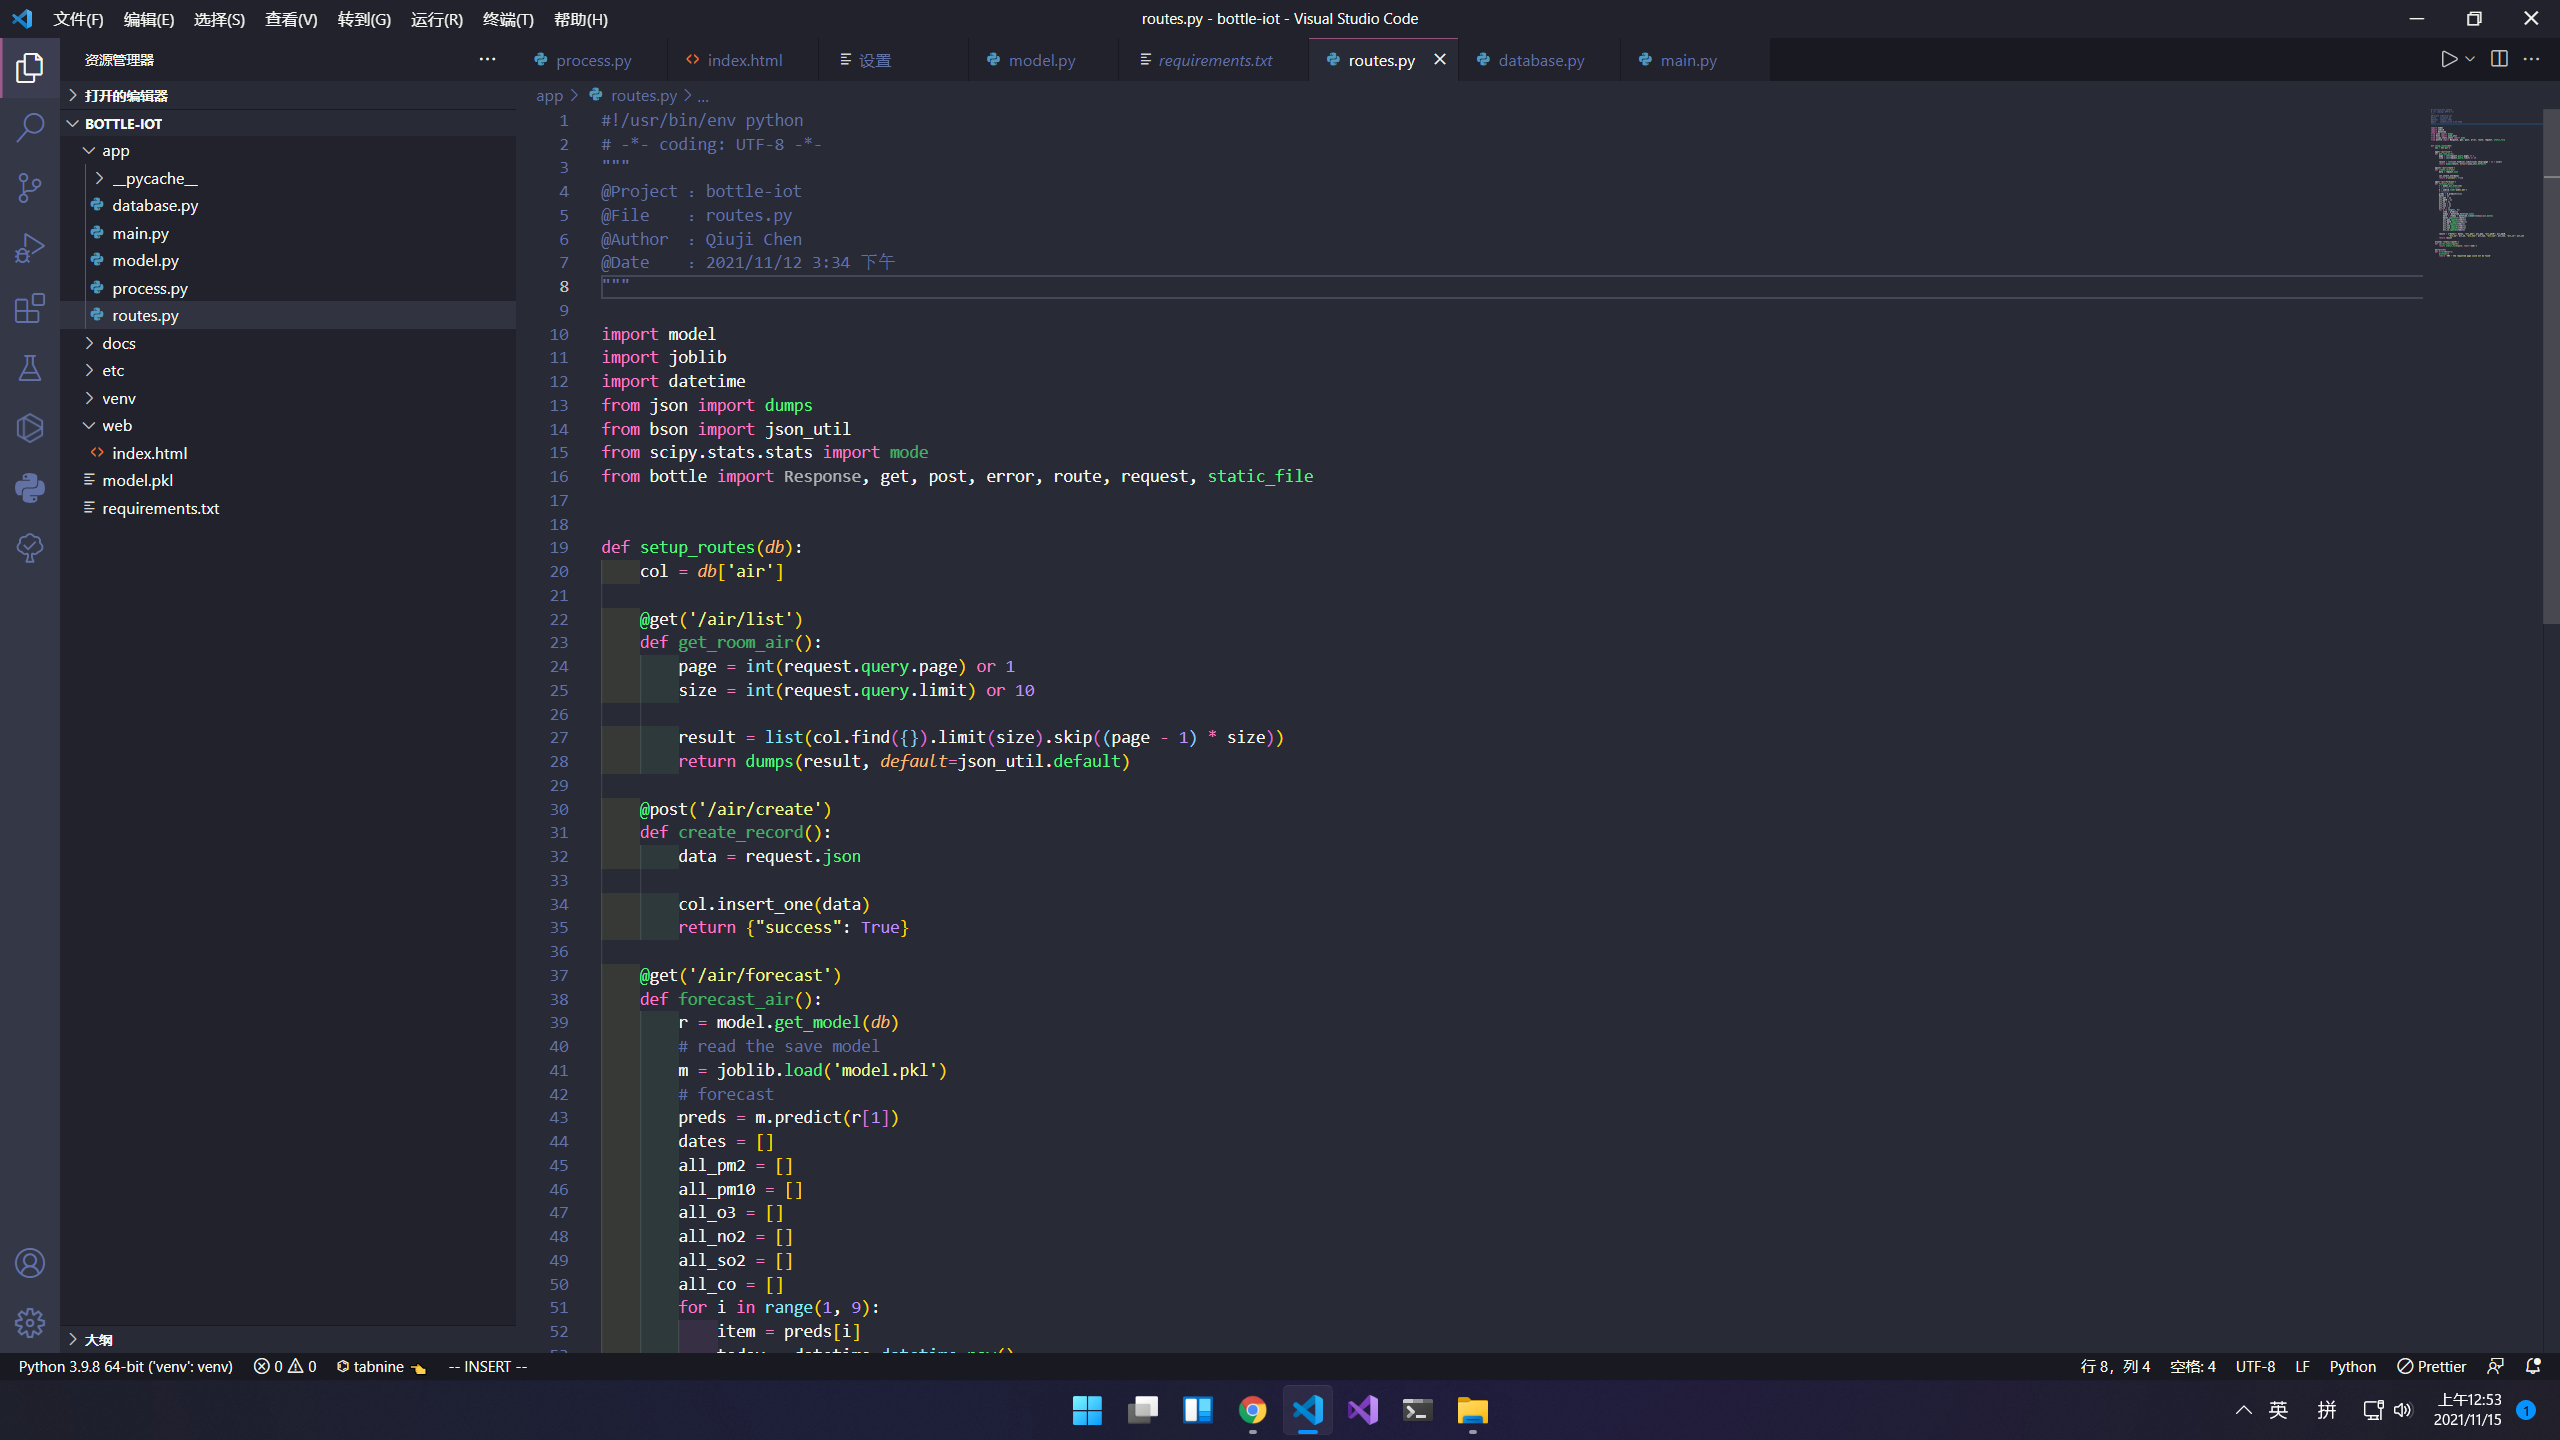 文件(F) 编辑(E) 选择(S) 查看(V) 转到(G) 运行(R) 终端(T) 帮助(H)
routes.py - bottle-iot - Visual Studio Code
资源管理器
process.py index.html 设置 model.py requirements.txt routes.py database.py main.py
打开的编辑器
BOTTLE-IOT
app
__pycache__
database.py
main.py
model.py
process.py
routes.py
docs
etc
venv
web
index.html
model.pkl
requirements.txt
大纲
app > routes.py > ...
1 #!/usr/bin/env python
2 # -*- coding: UTF-8 -*-
3 """
4 @Project : bottle-iot
5 @File    : routes.py
6 @Author  : Qiuji Chen
7 @Date    : 2021/11/12 3:34 下午
8 """
9
10 import model
11 import joblib
12 import datetime
13 from json import dumps
14 from bson import json_util
15 from scipy.stats.stats import mode
16 from bottle import Response, get, post, error, route, request, static_file
17
18
19 def setup_routes(db):
20     col = db['air']
21
22     @get('/air/list')
23     def get_room_air():
24         page = int(request.query.page) or 1
25         size = int(request.query.limit) or 10
26
27         result = list(col.find({}).limit(size).skip((page - 1) * size))
28         return dumps(result, default=json_util.default)
29
30     @post('/air/create')
31     def create_record():
32         data = request.json
33
34         col.insert_one(data)
35         return {"success": True}
36
37     @get('/air/forecast')
38     def forecast_air():
39         r = model.get_model(db)
40         # read the save model
41         m = joblib.load('model.pkl')
42         # forecast
43         preds = m.predict(r[1])
44         dates = []
45         all_pm2 = []
46         all_pm10 = []
47         all_o3 = []
48         all_no2 = []
49         all_so2 = []
50         all_co = []
51         for i in range(1, 9):
52             item = preds[i]
Python 3.9.8 64-bit ('venv': venv) 0 0 tabnine -- INSERT -- 行 8, 列 4 空格: 4 UTF-8 LF Python Prettier
英 拼 上午12:53
2021/11/15 1